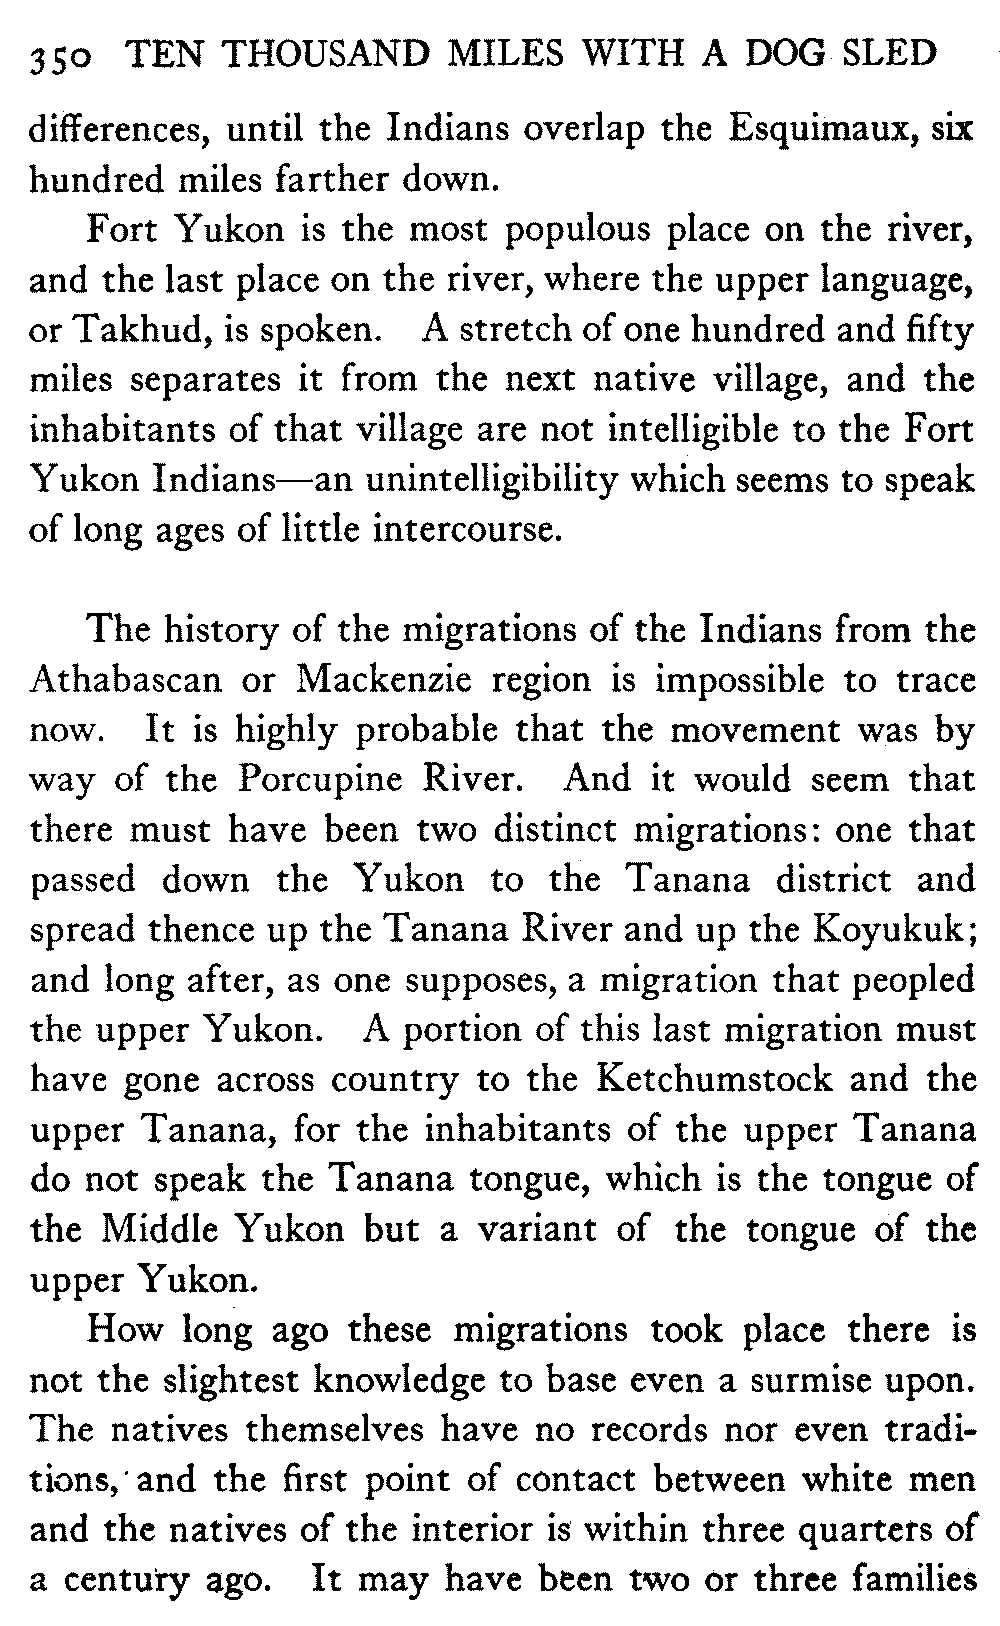 350 TEN THOUSAND MILES WITH A DOG SLED
differences, until the Indians overlap the Esquimaux, six
hundred miles farther down.
Fort Yukon is the most populous place on the river,
and the last place on the river, where the upper language,
or Takhud, is spoken. A stretch of one hundred and fifty
miles separates it from the next native village, and the
inhabitants of that village are not intelligible to the Fort
Yukon Indians—an unintelligibility which seems to speak
of long ages of little intercourse.
The history of the migrations of the Indians from the
Athabascan or Mackenzie region is impossible to trace
now. It is highly probable that the movement was by
way of the Porcupine River. And it would seem that
there must have been two distinct migrations: one that
passed down the Yukon to the Tanana district and
spread thence up the Tanana River and up the Koyukuk;
and long after, as one supposes, a migration that peopled
the upper Yukon. A portion of this last migration must
have gone across country to the Ketchumstock and the
upper Tanana, for the inhabitants of the upper Tanana
do not speak the Tanana tongue, which is the tongue of
the Middle Yukon but a variant of the tongue of the
upper Yukon.
How long ago these migrations took place there is
not the slightest knowledge to base even a surmise upon.
The natives themselves have no records nor even tradi-
tions, and the first point of contact between white men
and the natives of the interior is within three quarters of
a century ago. It may have been two or three families